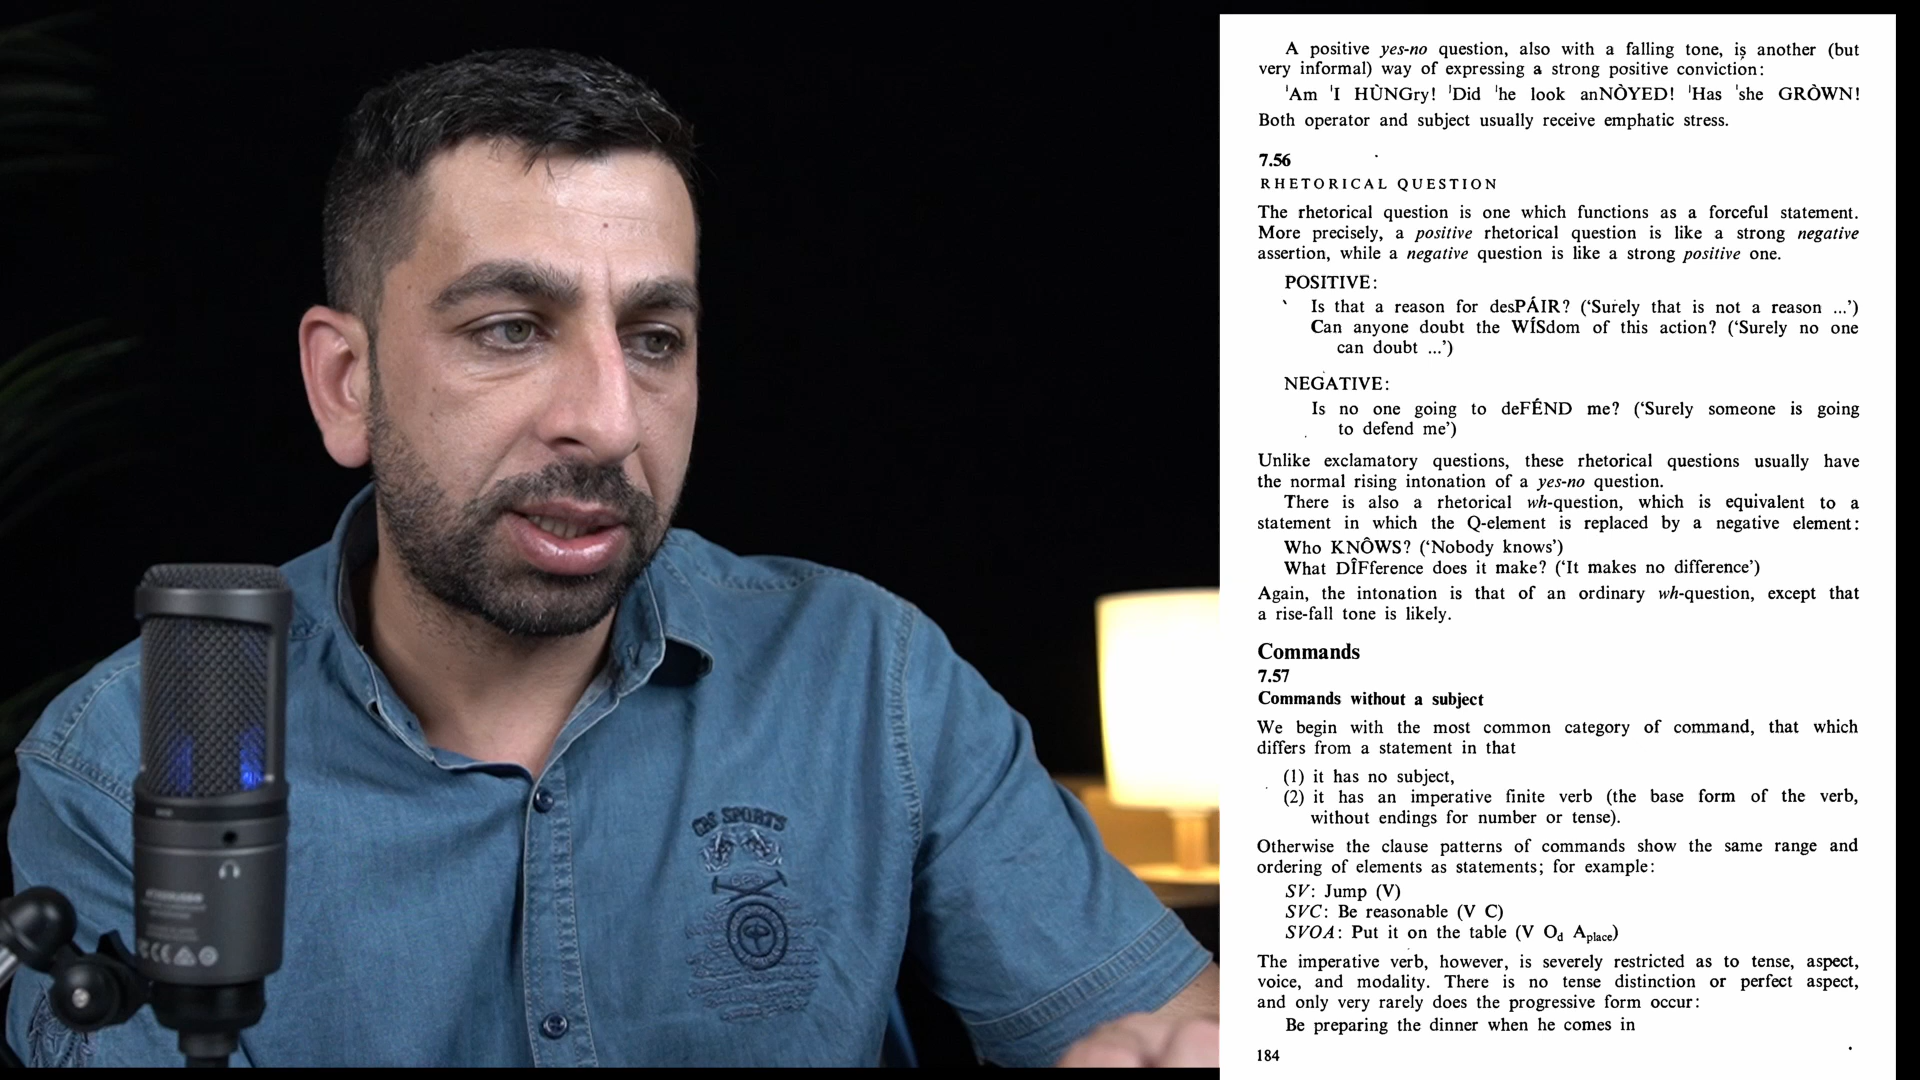 A positive yes-no question, also with a falling tone, is another (but
very informal) way of expressing a strong positive conviction:
ˈAm ˈI HÙNGry! ˈDid ˈhe look anNÒYED! ˈHas ˈshe GRÒWN!
Both operator and subject usually receive emphatic stress.
7.56
RHETORICAL QUESTION
The rhetorical question is one which functions as a forceful statement.
More precisely, a positive rhetorical question is like a strong negative
assertion, while a negative question is like a strong positive one.
POSITIVE:
Is that a reason for desPÁIR? (‘Surely that is not a reason ...’)
Can anyone doubt the WÍSdom of this action? (‘Surely no one
can doubt ...’)
NEGATIVE:
Is no one going to deFÉND me? (‘Surely someone is going
to defend me’)
Unlike exclamatory questions, these rhetorical questions usually have
the normal rising intonation of a yes-no question.
There is also a rhetorical wh-question, which is equivalent to a
statement in which the Q-element is replaced by a negative element:
Who KNÔWS? (‘Nobody knows’)
What DÎFference does it make? (‘It makes no difference’)
Again, the intonation is that of an ordinary wh-question, except that
a rise-fall tone is likely.
Commands
7.57
Commands without a subject
We begin with the most common category of command, that which
differs from a statement in that
(1) it has no subject,
(2) it has an imperative finite verb (the base form of the verb,
without endings for number or tense).
Otherwise the clause patterns of commands show the same range and
ordering of elements as statements; for example:
SV: Jump (V)
SVC: Be reasonable (V C)
SVOA: Put it on the table (V Od Aplace)
The imperative verb, however, is severely restricted as to tense, aspect,
voice, and modality. There is no tense distinction or perfect aspect,
and only very rarely does the progressive form occur:
Be preparing the dinner when he comes in
184
CN SPORTS